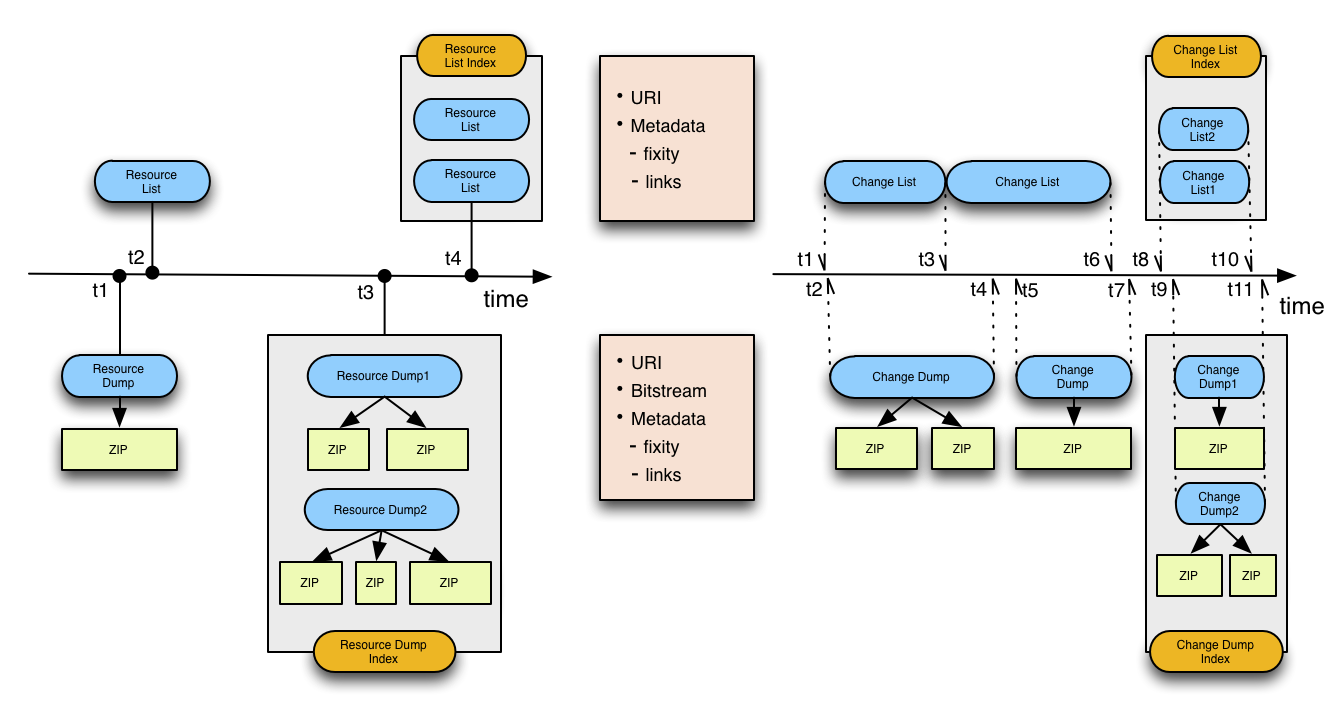 Resource
List Index
Resource
List
Resource
List
Resource
List
t2
t4
t1
t3
time
Resource
Dump
ZIP
Resource Dump1
ZIP
ZIP
Resource Dump2
ZIP
ZIP
ZIP
Resource Dump
Index
• URI
• Metadata
- fixity
- links
• URI
• Bitstream
• Metadata
- fixity
- links
Change List
Index
Change
List2
Change
List1
Change List
Change List
t1
t3
t6
t8
t10
t2
t4
t5
t7
t9
t11
time
Change Dump
ZIP
ZIP
Change
Dump
ZIP
Change
Dump1
ZIP
Change
Dump2
ZIP
ZIP
Change Dump
Index